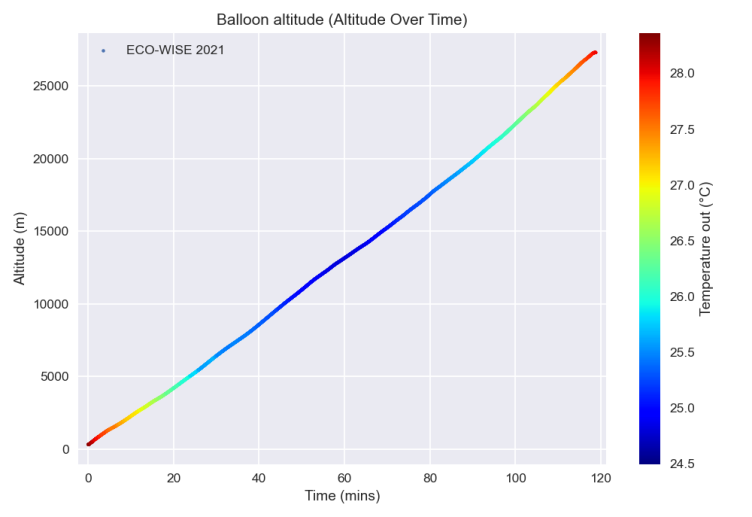 Balloon altitude (Altitude Over Time)
ECO-WISE 2021
Altitude (m)
25000
20000
15000
10000
5000
0
0 20 40 60 80 100 120
Time (mins)
28.0
27.5
27.0
26.5
26.0
25.5
25.0
24.5
Temperature out (°C)